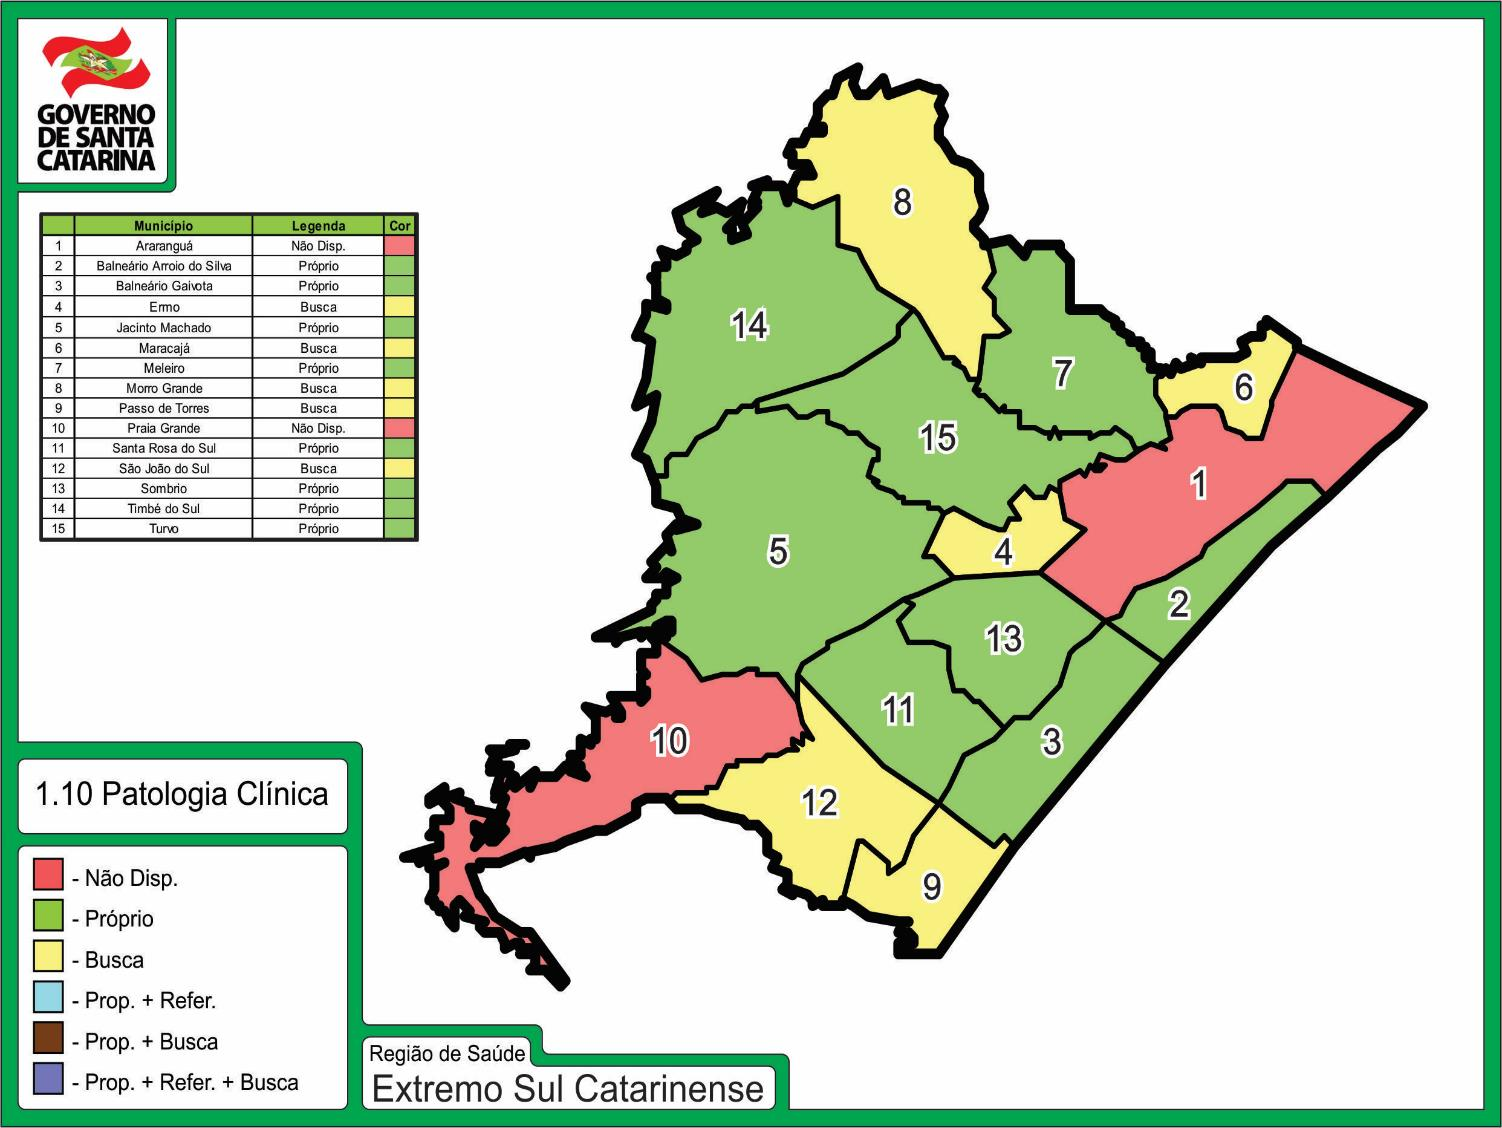 GOVERNO
DE SANTA
CATARINA
Município Legenda Cor
1 Araranguá Não Disp.
2 Balneário Arroio do Silva Próprio
3 Balneário Gaivota Próprio
4 Ermo Busca
5 Jacinto Machado Próprio
6 Maracajá Busca
7 Meleiro Próprio
8 Morro Grande Busca
9 Passo de Torres Busca
10 Praia Grande Não Disp.
11 Santa Rosa do Sul Próprio
12 São João do Sul Busca
13 Sombrio Próprio
14 Timbé do Sul Próprio
15 Turvo Próprio
8
14
7
6
15
1
5
4
2
13
11
10
3
12
9
1.10 Patologia Clínica
- Não Disp.
- Próprio
- Busca
- Prop. + Refer.
- Prop. + Busca
- Prop. + Refer. + Busca
Região de Saúde
Extremo Sul Catarinense